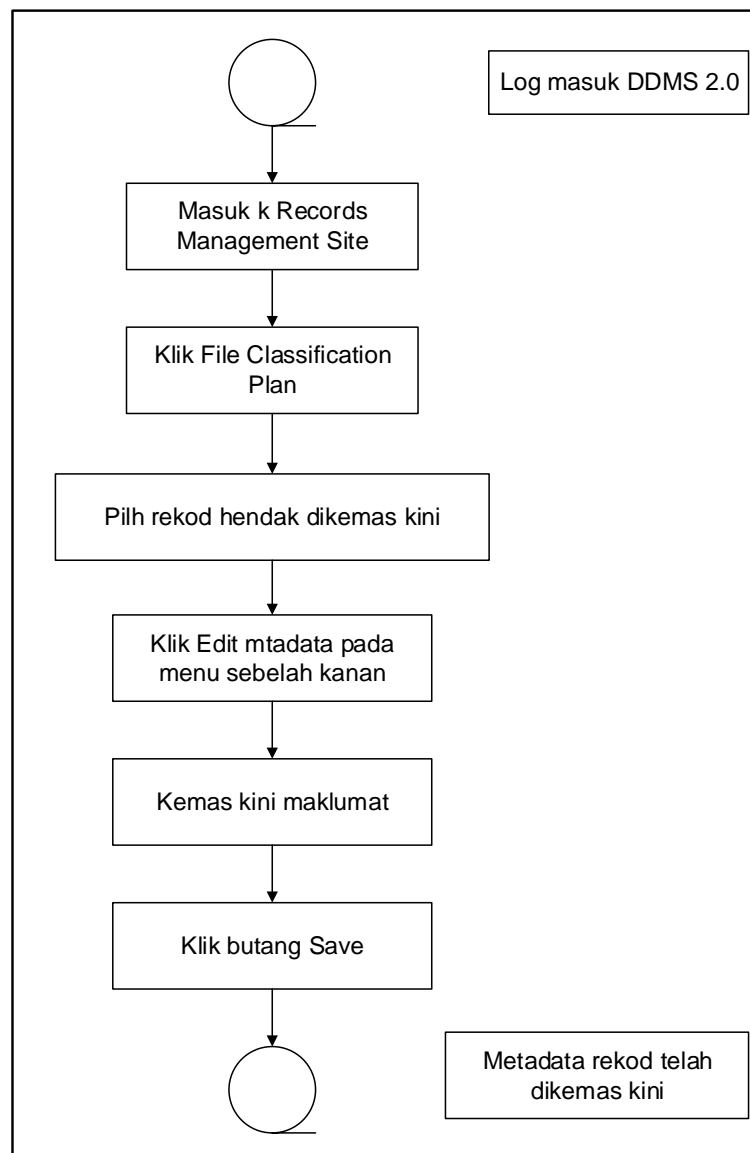 Log masuk DDMS 2.0
Masuk k Records
Management Site
Klik File Classification
Plan
Pilh rekod hendak dikemas kini
Klik Edit mtadata pada
menu sebelah kanan
Kemas kini maklumat
Klik butang Save
Metadata rekod telah
dikemas kini